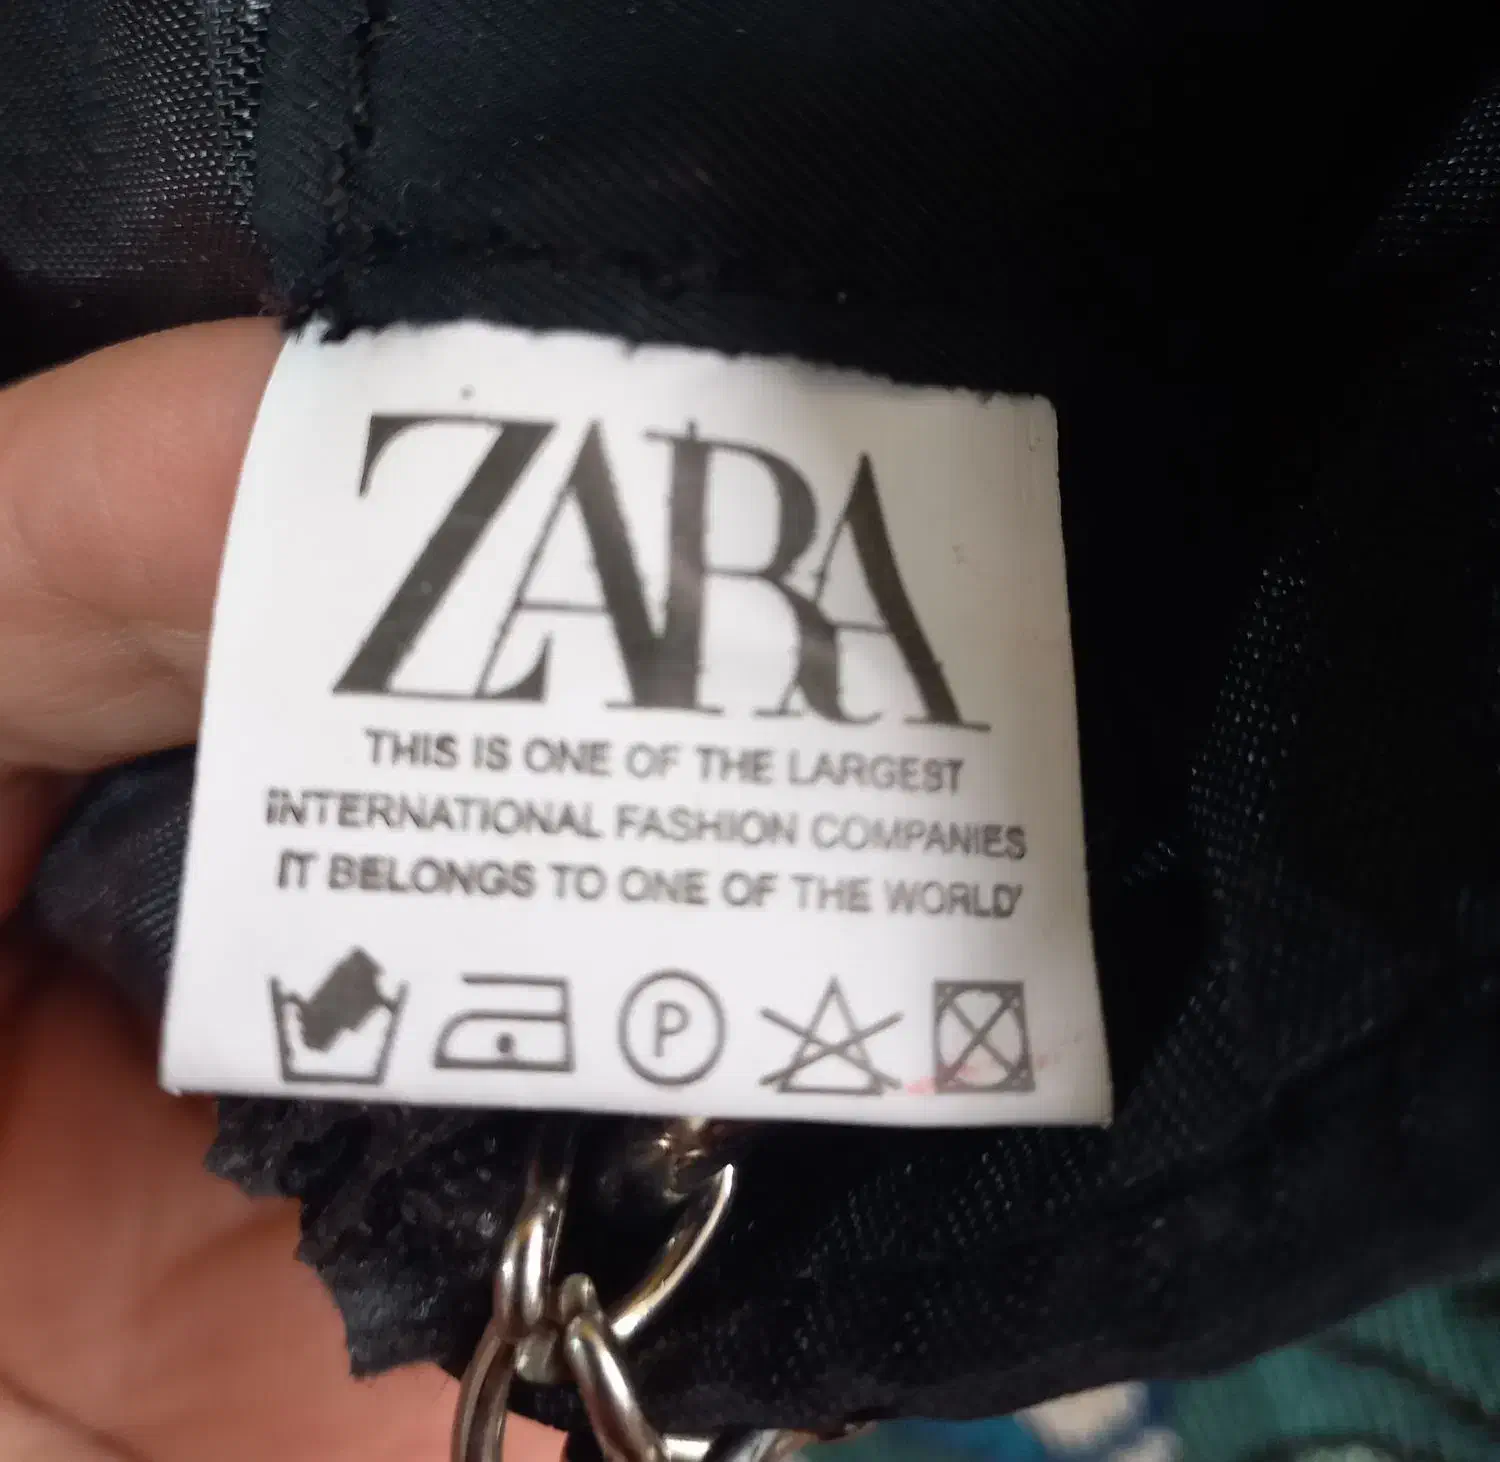 ZARA
THIS IS ONE OF THE LARGEST
INTERNATIONAL FASHION COMPANIES
IT BELONGS TO ONE OF THE WORLD'
P